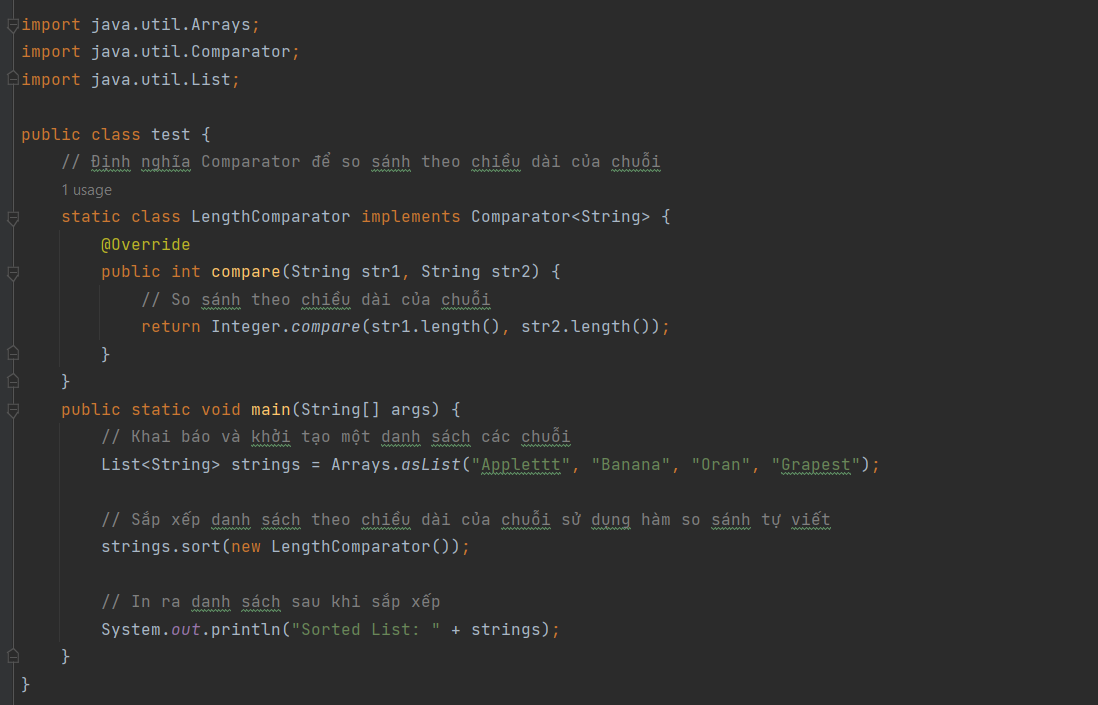 import java.util.Arrays;
import java.util.Comparator;
import java.util.List;
public class test {
// Định nghĩa Comparator để so sánh theo chiều dài của chuỗi
1 usage
static class LengthComparator implements Comparator<String> {
@Override
public int compare(String str1, String str2) {
// So sánh theo chiều dài của chuỗi
return Integer.compare(str1.length(), str2.length());
}
}
public static void main(String[] args) {
// Khai báo và khởi tạo một danh sách các chuỗi
List<String> strings = Arrays.asList("Applettt", "Banana", "Oran", "Grapest");
// Sắp xếp danh sách theo chiều dài của chuỗi sử dụng hàm so sánh tự viết
strings.sort(new LengthComparator());
// In ra danh sách sau khi sắp xếp
System.out.println("Sorted List: " + strings);
}
}